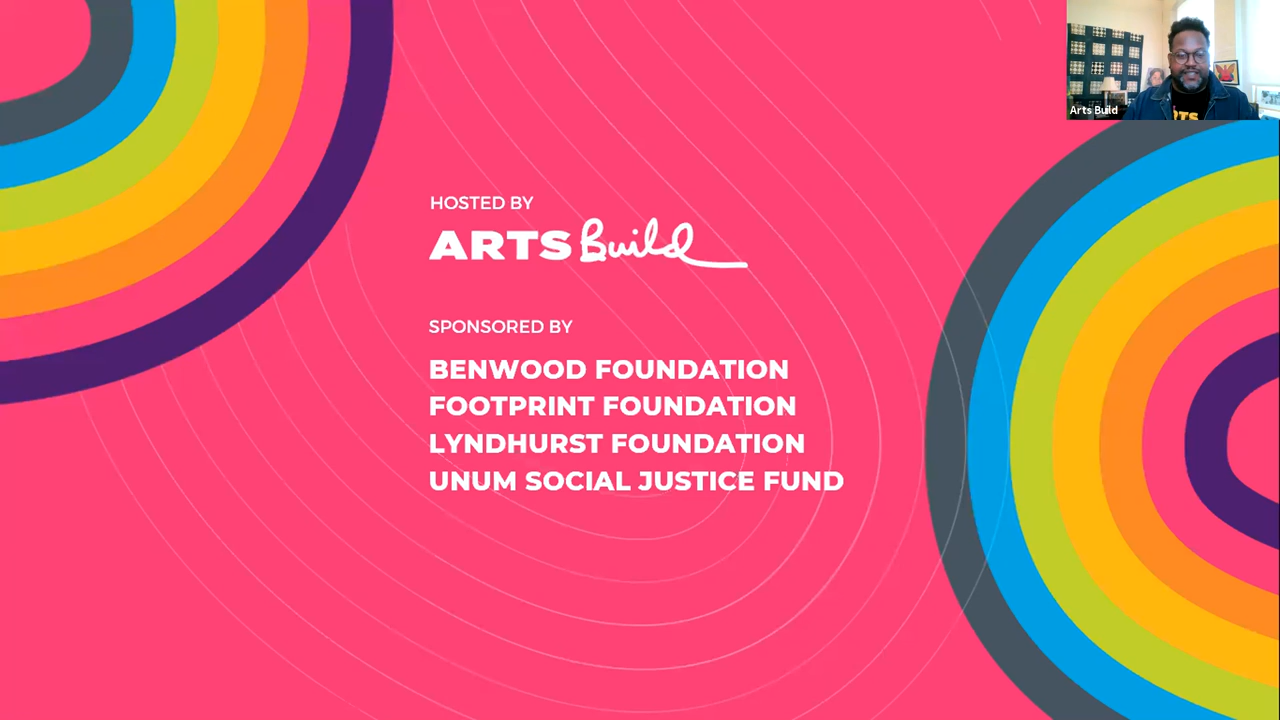 HOSTED BY
ARTS Build
SPONSORED BY
BENWOOD FOUNDATION
FOOTPRINT FOUNDATION
LYNDHURST FOUNDATION
UNUM SOCIAL JUSTICE FUND
Arts Build